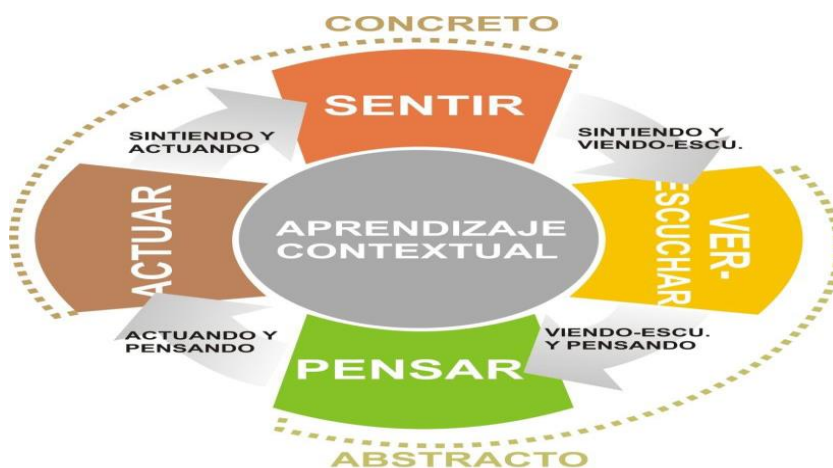 CONCRETO
SENTIR
SINTIENDO Y
ACTUANDO
SINTIENDO Y
VIENDO-ESCU.
ACTUAR
APRENDIZAJE
CONTEXTUAL
VER-
ESCUCHAR
ACTUANDO Y
PENSANDO
VIENDO-ESCU.
Y PENSANDO
PENSAR
ABSTRACTO